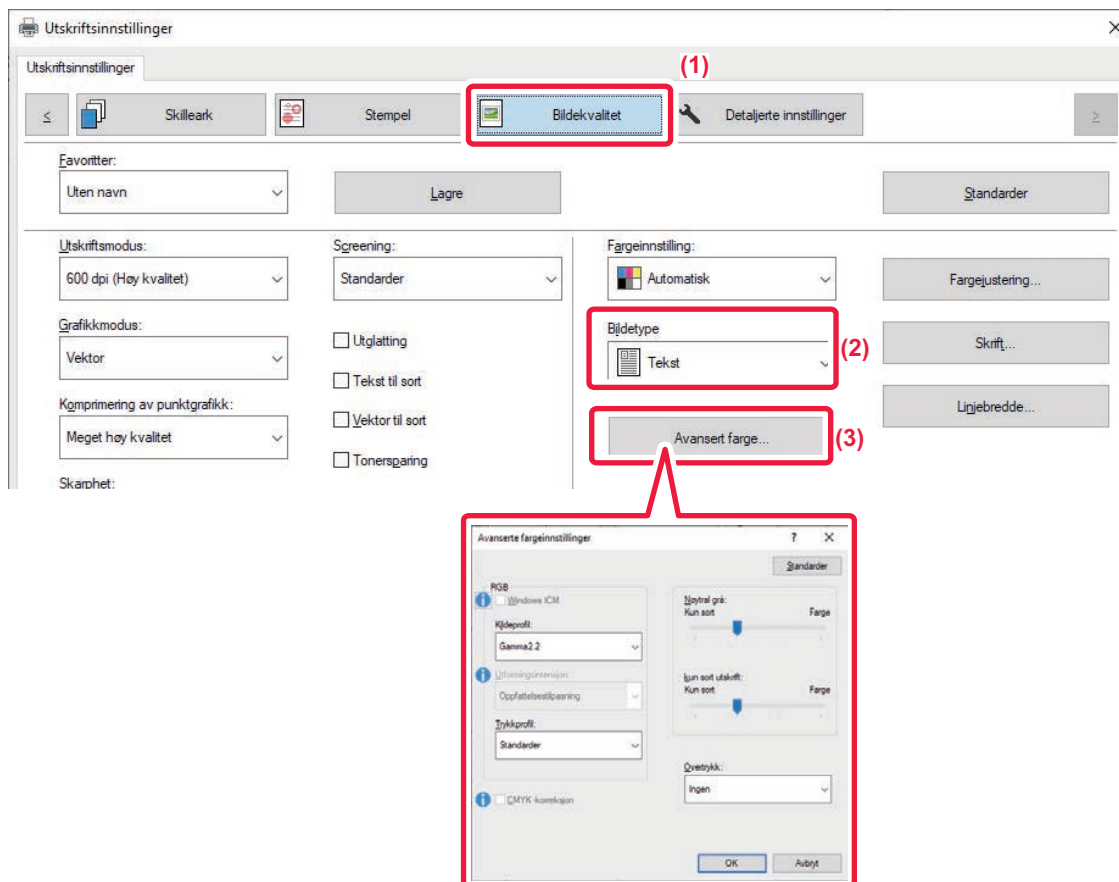 Utskriftsinnstillinger
Utskriftsinnstillinger
(1)
< Skilleark Stempel Bildekvalitet Detaljerte innstillinger >
Favoritter:
Uten navn Lagre Standarder
Utskriftsmodus: Screening: Fargeinnstilling:
600 dpi (Høy kvalitet) Standarder Automatisk Fargejustering...
Grafikkmodus: Utglatting Bildetype
Vektor Tekst (2) Skrift...
Tekst til sort
Komprimering av punktgrafikk: Vektor til sort Linjebredde...
Meget høy kvalitet Avansert farge... (3)
Tonersparing
Skarphet:
Avanserte fargeinnstillinger ?
Standarder
RGB
Windows ICM
Kildeprofil:
Gamma2.2
Utformingsintensjon:
Oppfattelsestilpasning
Trykkprofil:
Standarder
CMYK-korreksjon
Nøytral grå:
Kun sort Farge
kun sort utskrift:
Kun sort Farge
Overtrykk:
Ingen
OK Avbryt